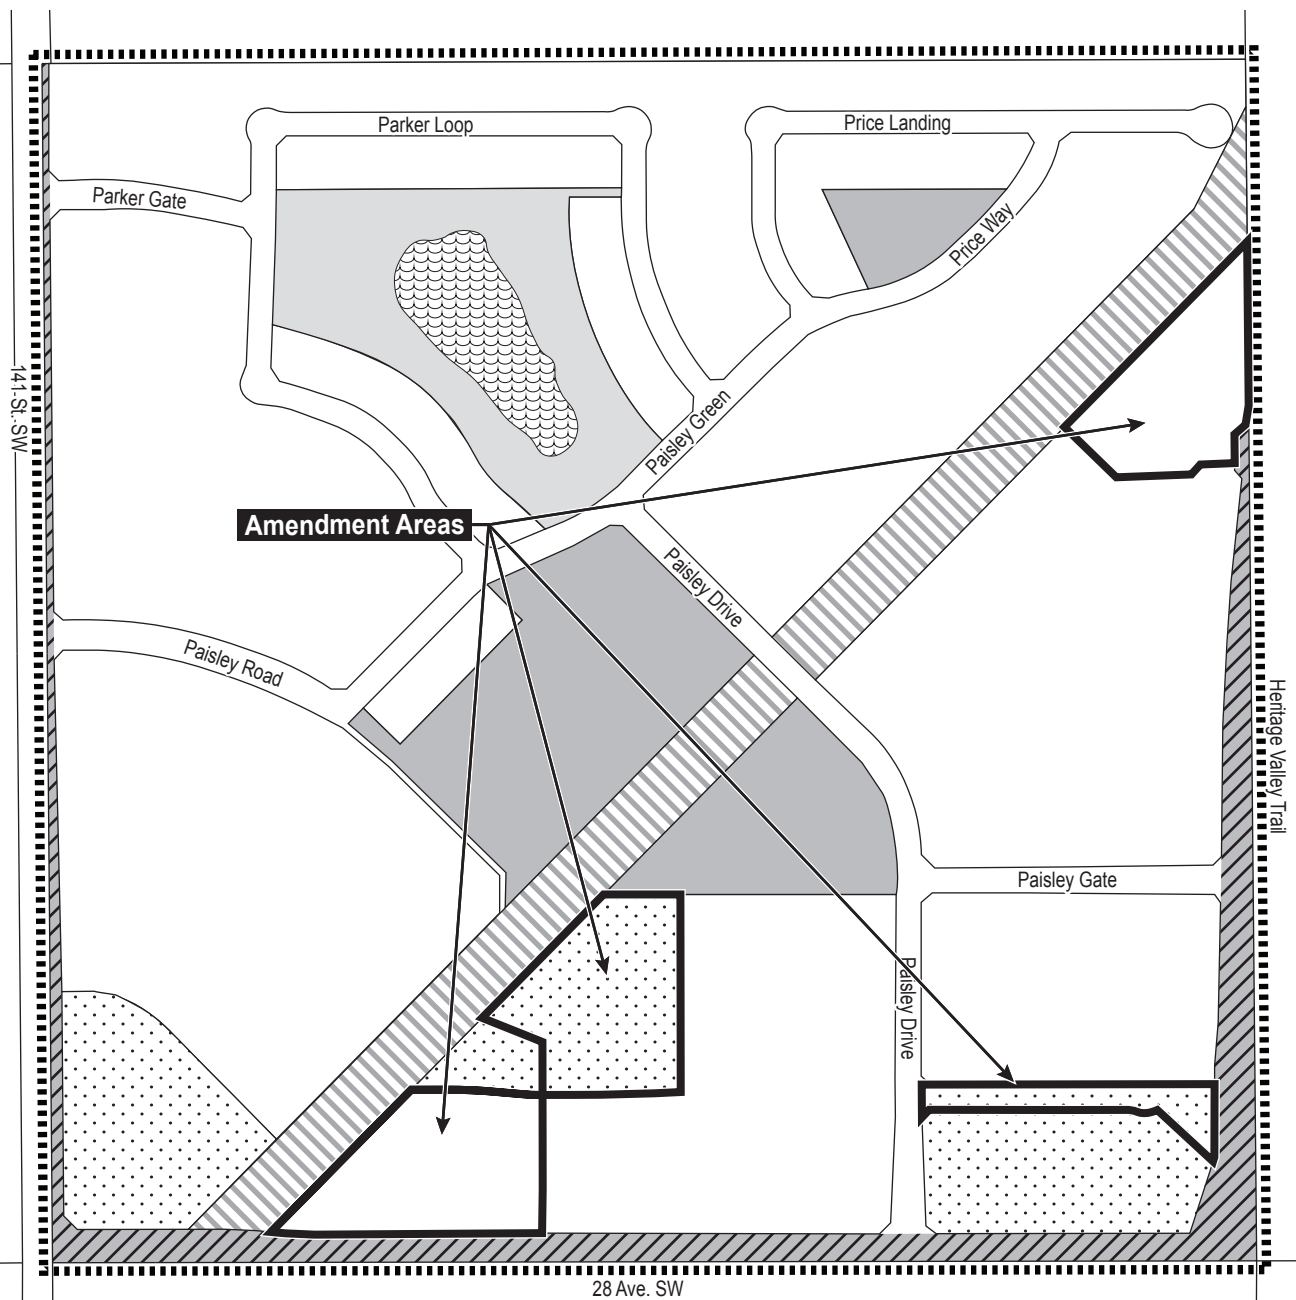 Parker Loop
Price Landing
Parker Gate
Price Way
141-St.-SW
Paisley Green
Amendment Areas
Paisley Drive
Paisley Road
Heritage Valley Trail
Paisley Gate
Paisley Drive
28 Ave. SW